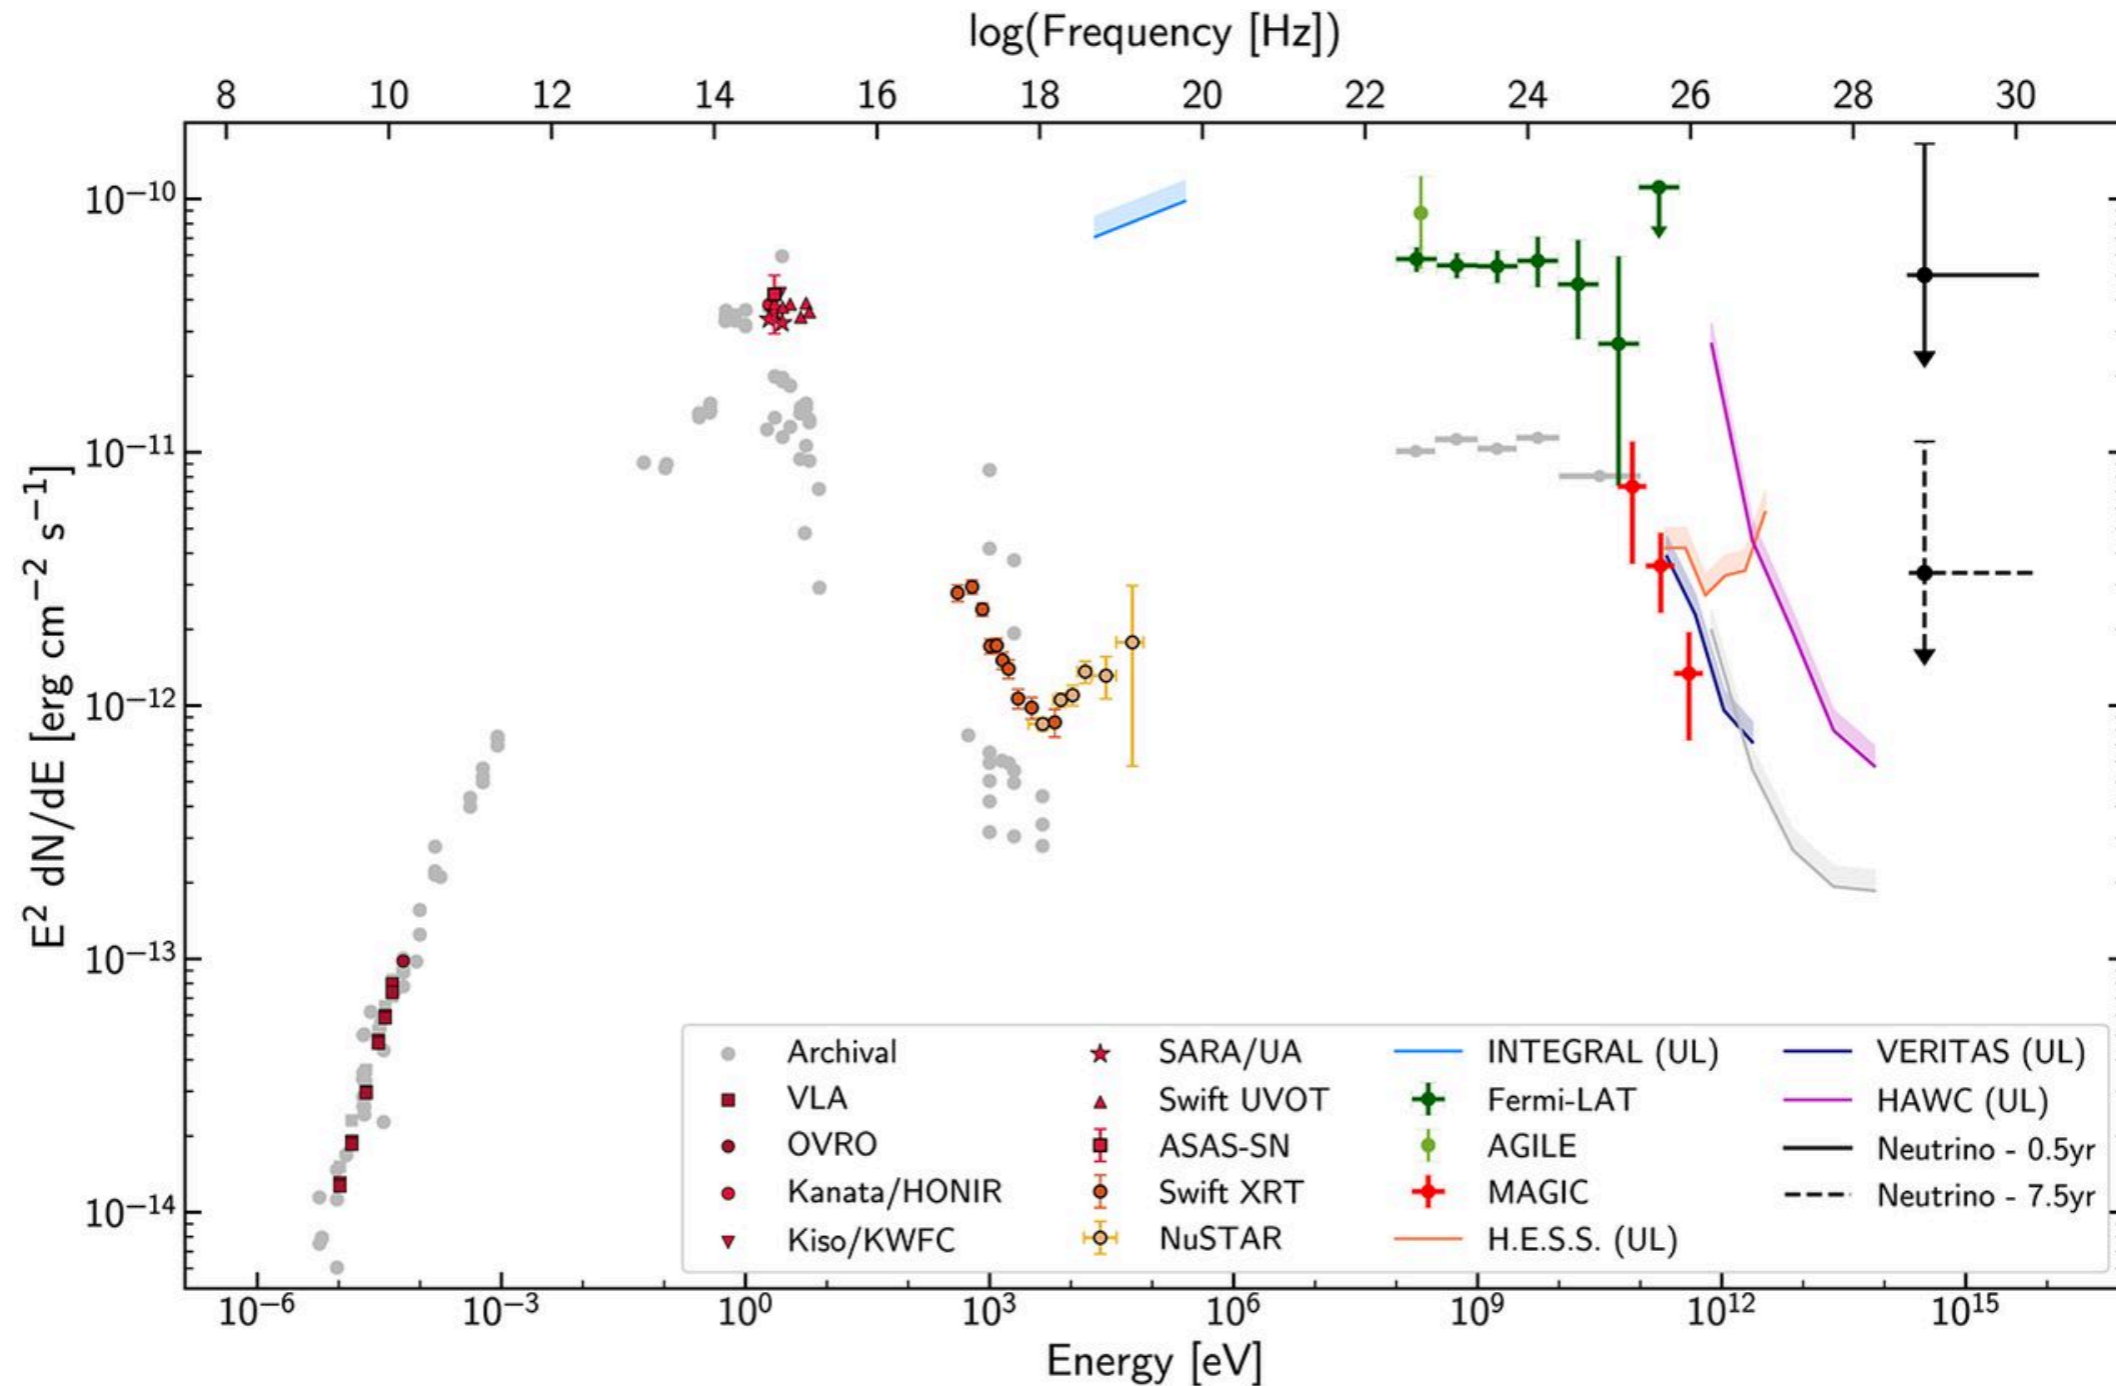 log(Frequency [Hz])
8 10 12 14 16 18 20 22 24 26 28 30
10⁻¹⁰
10⁻¹¹
10⁻¹²
10⁻¹³
10⁻¹⁴
E² dN/dE [erg cm⁻² s⁻¹]
Archival
VLA
OVRO
Kanata/HONIR
Kiso/KWFC
SARA/UA
Swift UVOT
ASAS-SN
Swift XRT
NuSTAR
INTEGRAL (UL)
Fermi-LAT
AGILE
MAGIC
H.E.S.S. (UL)
VERITAS (UL)
HAWC (UL)
Neutrino - 0.5yr
Neutrino - 7.5yr
10⁻⁶ 10⁻³ 10⁰ 10³ 10⁶ 10⁹ 10¹² 10¹⁵
Energy [eV]